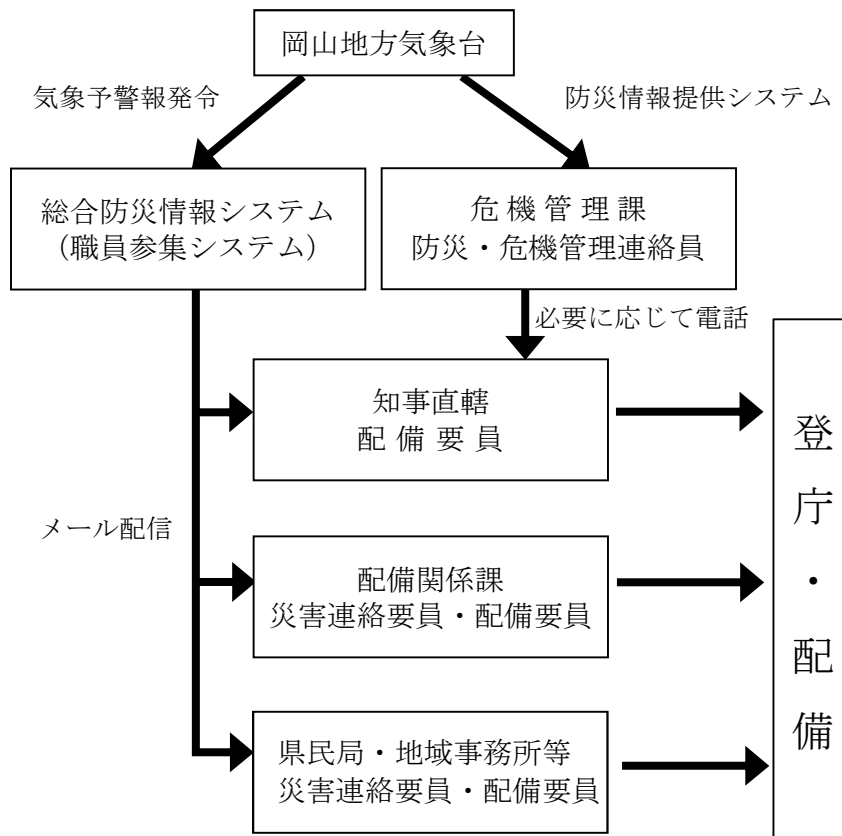 岡山地方気象台
気象予警報発令
防災情報提供システム
総合防災情報システム
（職員参集システム）
危機管理課
防災・危機管理連絡員
必要に応じて電話
知事直轄
配備要員
メール配信
配備関係課
災害連絡要員・配備要員
県民局・地域事務所等
災害連絡要員・配備要員
登庁・配備